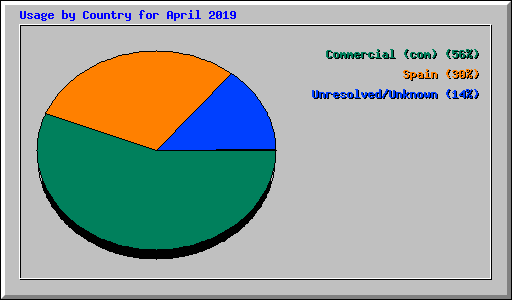 Usage by Country for April 2019
Commercial (com) (56%)
Spain (30%)
Unresolved/Unknown (14%)